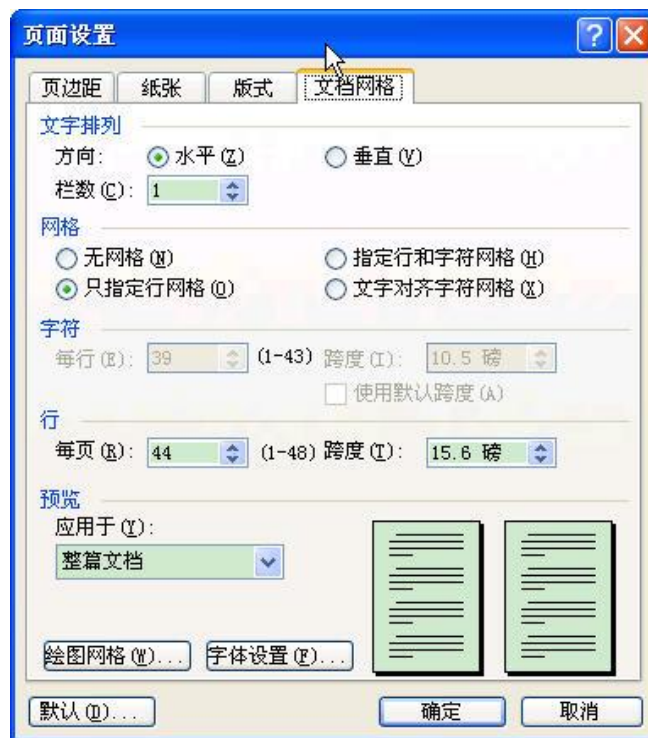 页面设置
页边距 纸张 版式 文档网格
文字排列
方向: 水平(Z) 垂直(V)
栏数(C): 1
网格
无网格(N) 指定行和字符网格(H)
只指定行网格(O) 文字对齐字符网格(X)
字符
每行(E): 39 (1-43) 跨度(I): 10.5 磅
使用默认跨度(A)
行
每页(R): 44 (1-48) 跨度(T): 15.6 磅
预览
应用于(Y):
整篇文档
绘图网格(W)... 字体设置(F)...
默认(D)... 确定 取消